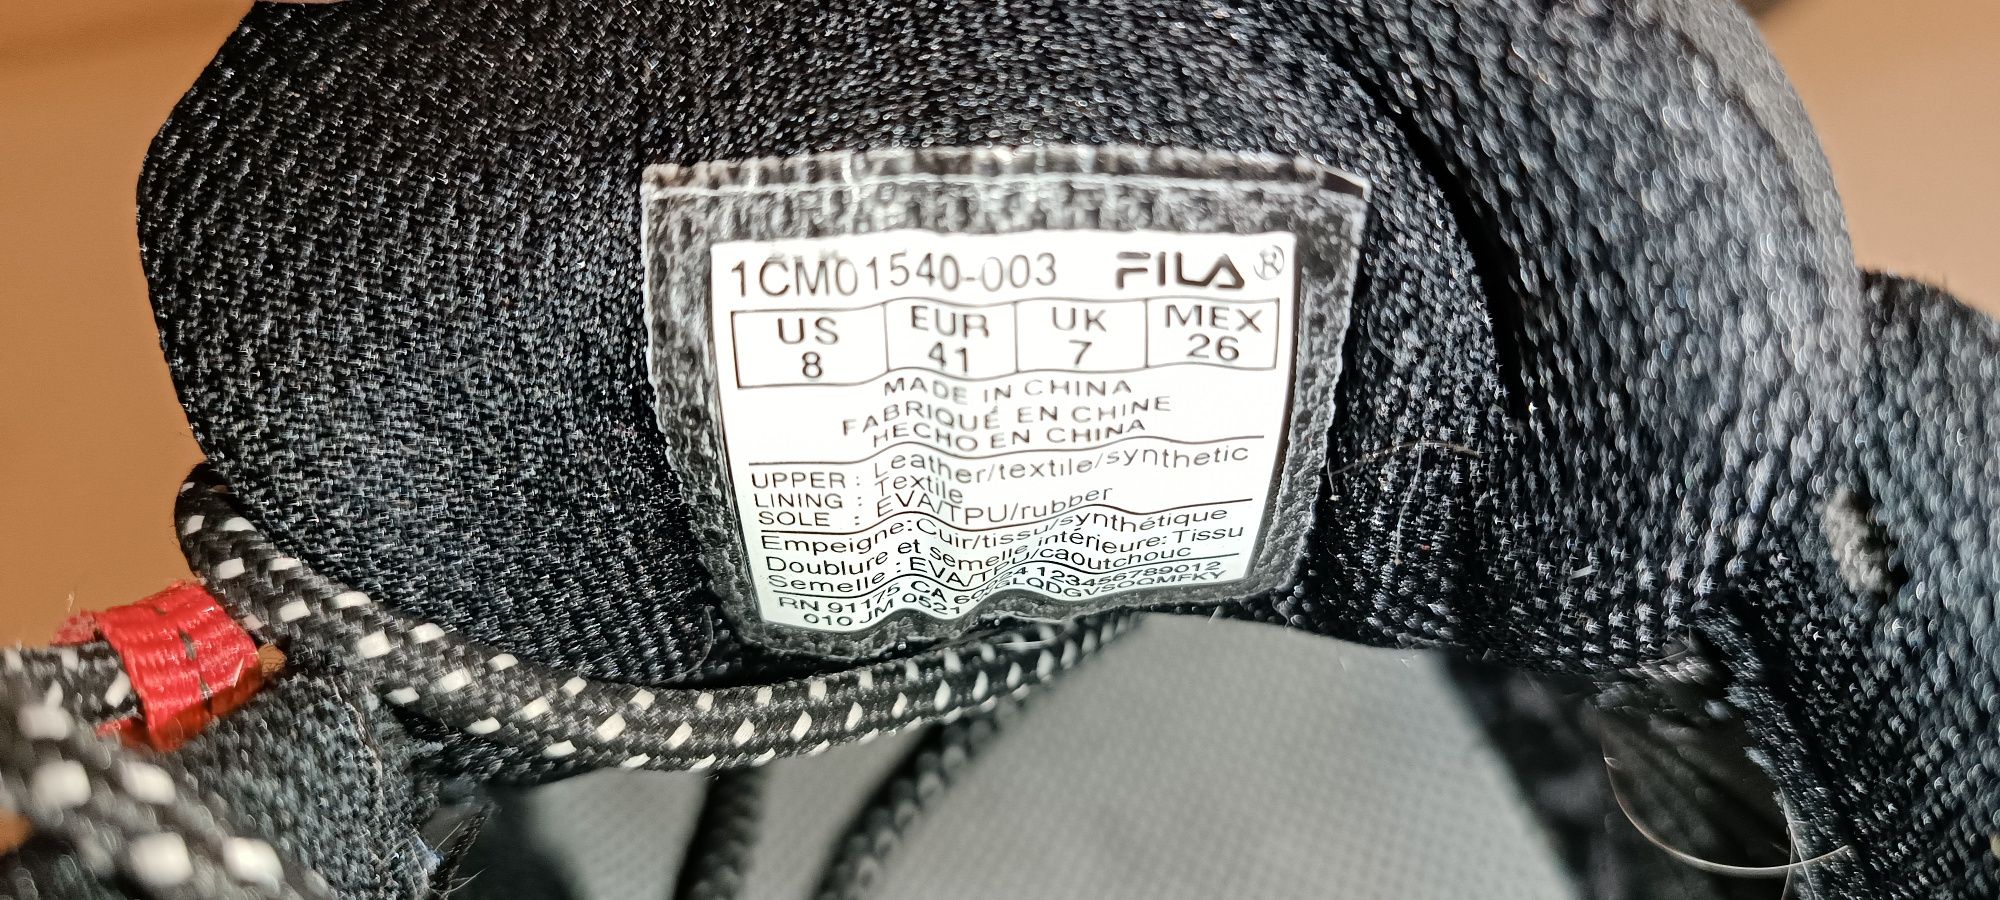 1CM01540-003 FILA ®
US EUR UK MEX
8 41 7 26
MADE IN CHINA
FABRIQUÉ EN CHINE
HECHO EN CHINA
UPPER : Leather/textile/synthetic
LINING : Textile
SOLE : EVA/TPU/rubber
Empeigne:Cuir/tissu/synthétique
Doublure et semelle intérieure:Tissu
Semelle :EVA/TPU/caOutchouc
RN 91175 CA 123456789012
010 JM 0521